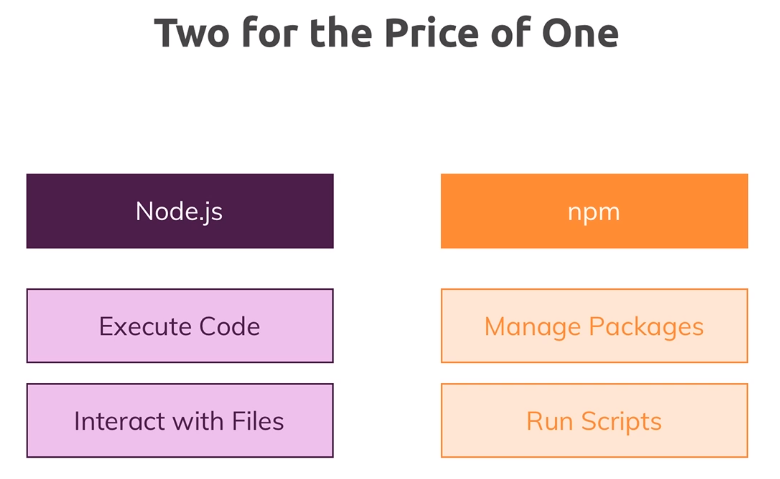 Two for the Price of One
Node.js
npm
Execute Code
Manage Packages
Interact with Files
Run Scripts